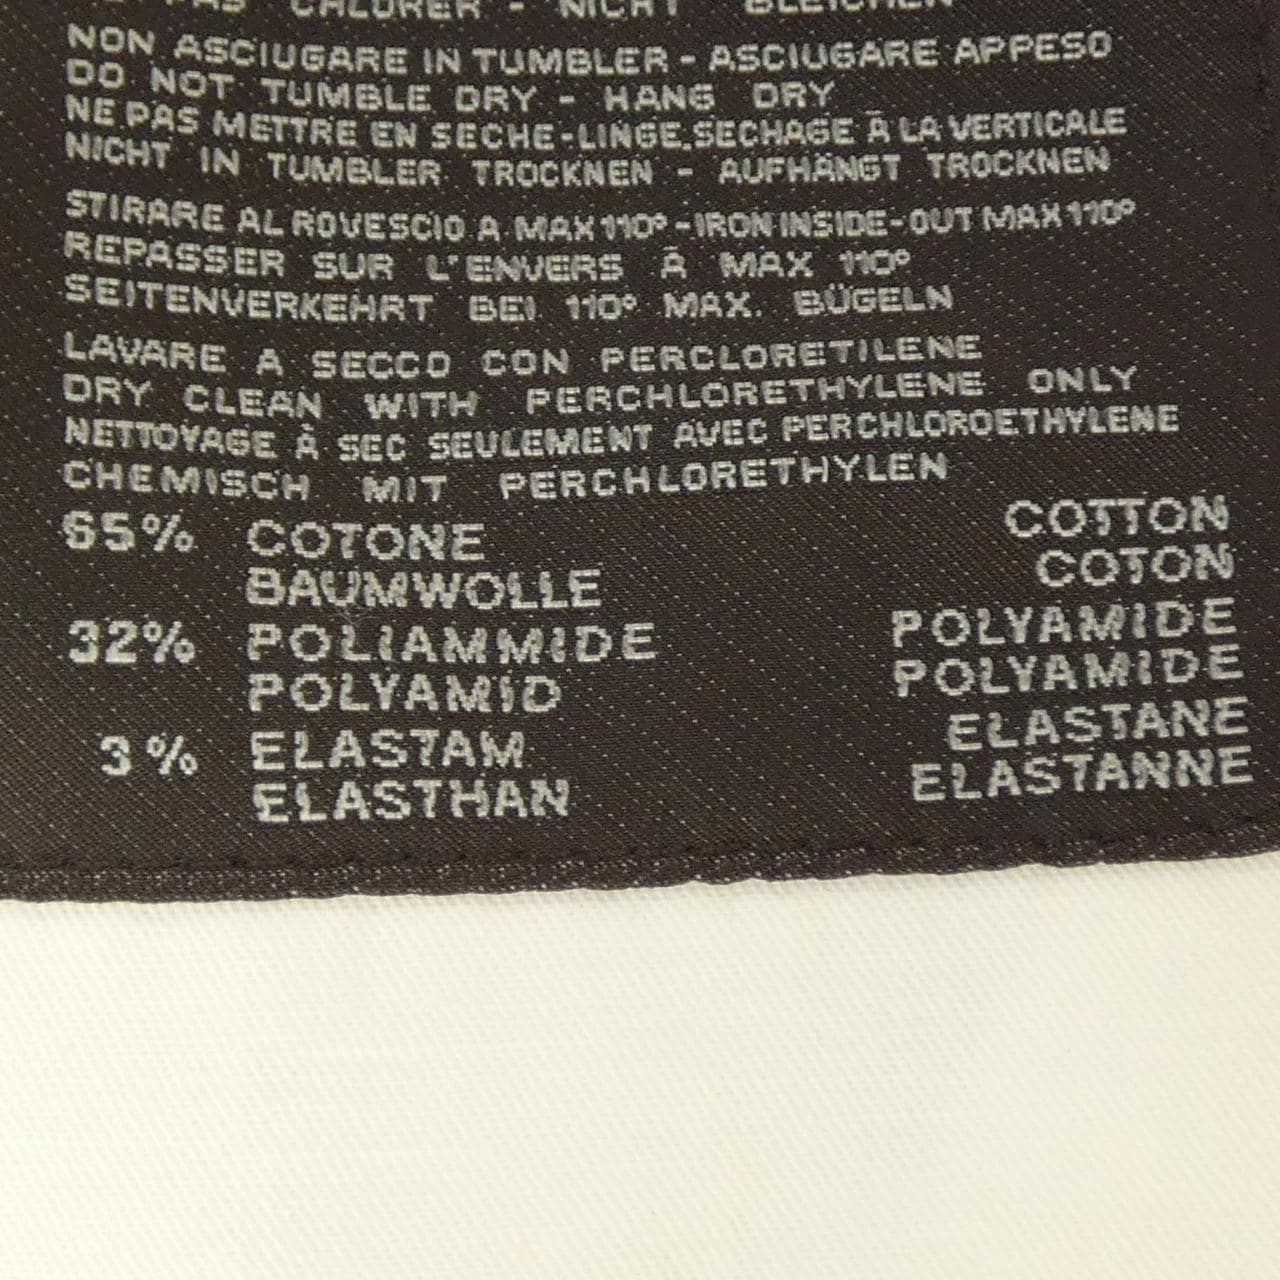 PAS CHLORER - NICHT BLEICHEN
NON ASCIUGARE IN TUMBLER - ASCIUGARE APPESO
DO NOT TUMBLE DRY - HANG DRY
NE PAS METTRE EN SECHE-LINGE.SECHAGE À LA VERTICALE
NICHT IN TUMBLER TROCKNEN - AUFHÄNGT TROCKNEN
STIRARE AL ROVESCIO A MAX 110° - IRON INSIDE-OUT MAX 110°
REPASSER SUR L'ENVERS À MAX 110°
SEITENVERKEHRT BEI 110° MAX. BÜGELN
LAVARE A SECCO CON PERCLORETILENE
DRY CLEAN WITH PERCHLORETHYLENE ONLY
NETTOYAGE À SEC SEULEMENT AVEC PERCHLOROETHYLENE
CHEMISCH MIT PERCHLORETHYLEN
65% COTONE COTTON
BAUMWOLLE COTON
32% POLIAMMIDE POLYAMIDE
POLYAMID POLYAMIDE
3% ELASTAM ELASTANE
ELASTHAN ELASTANNE